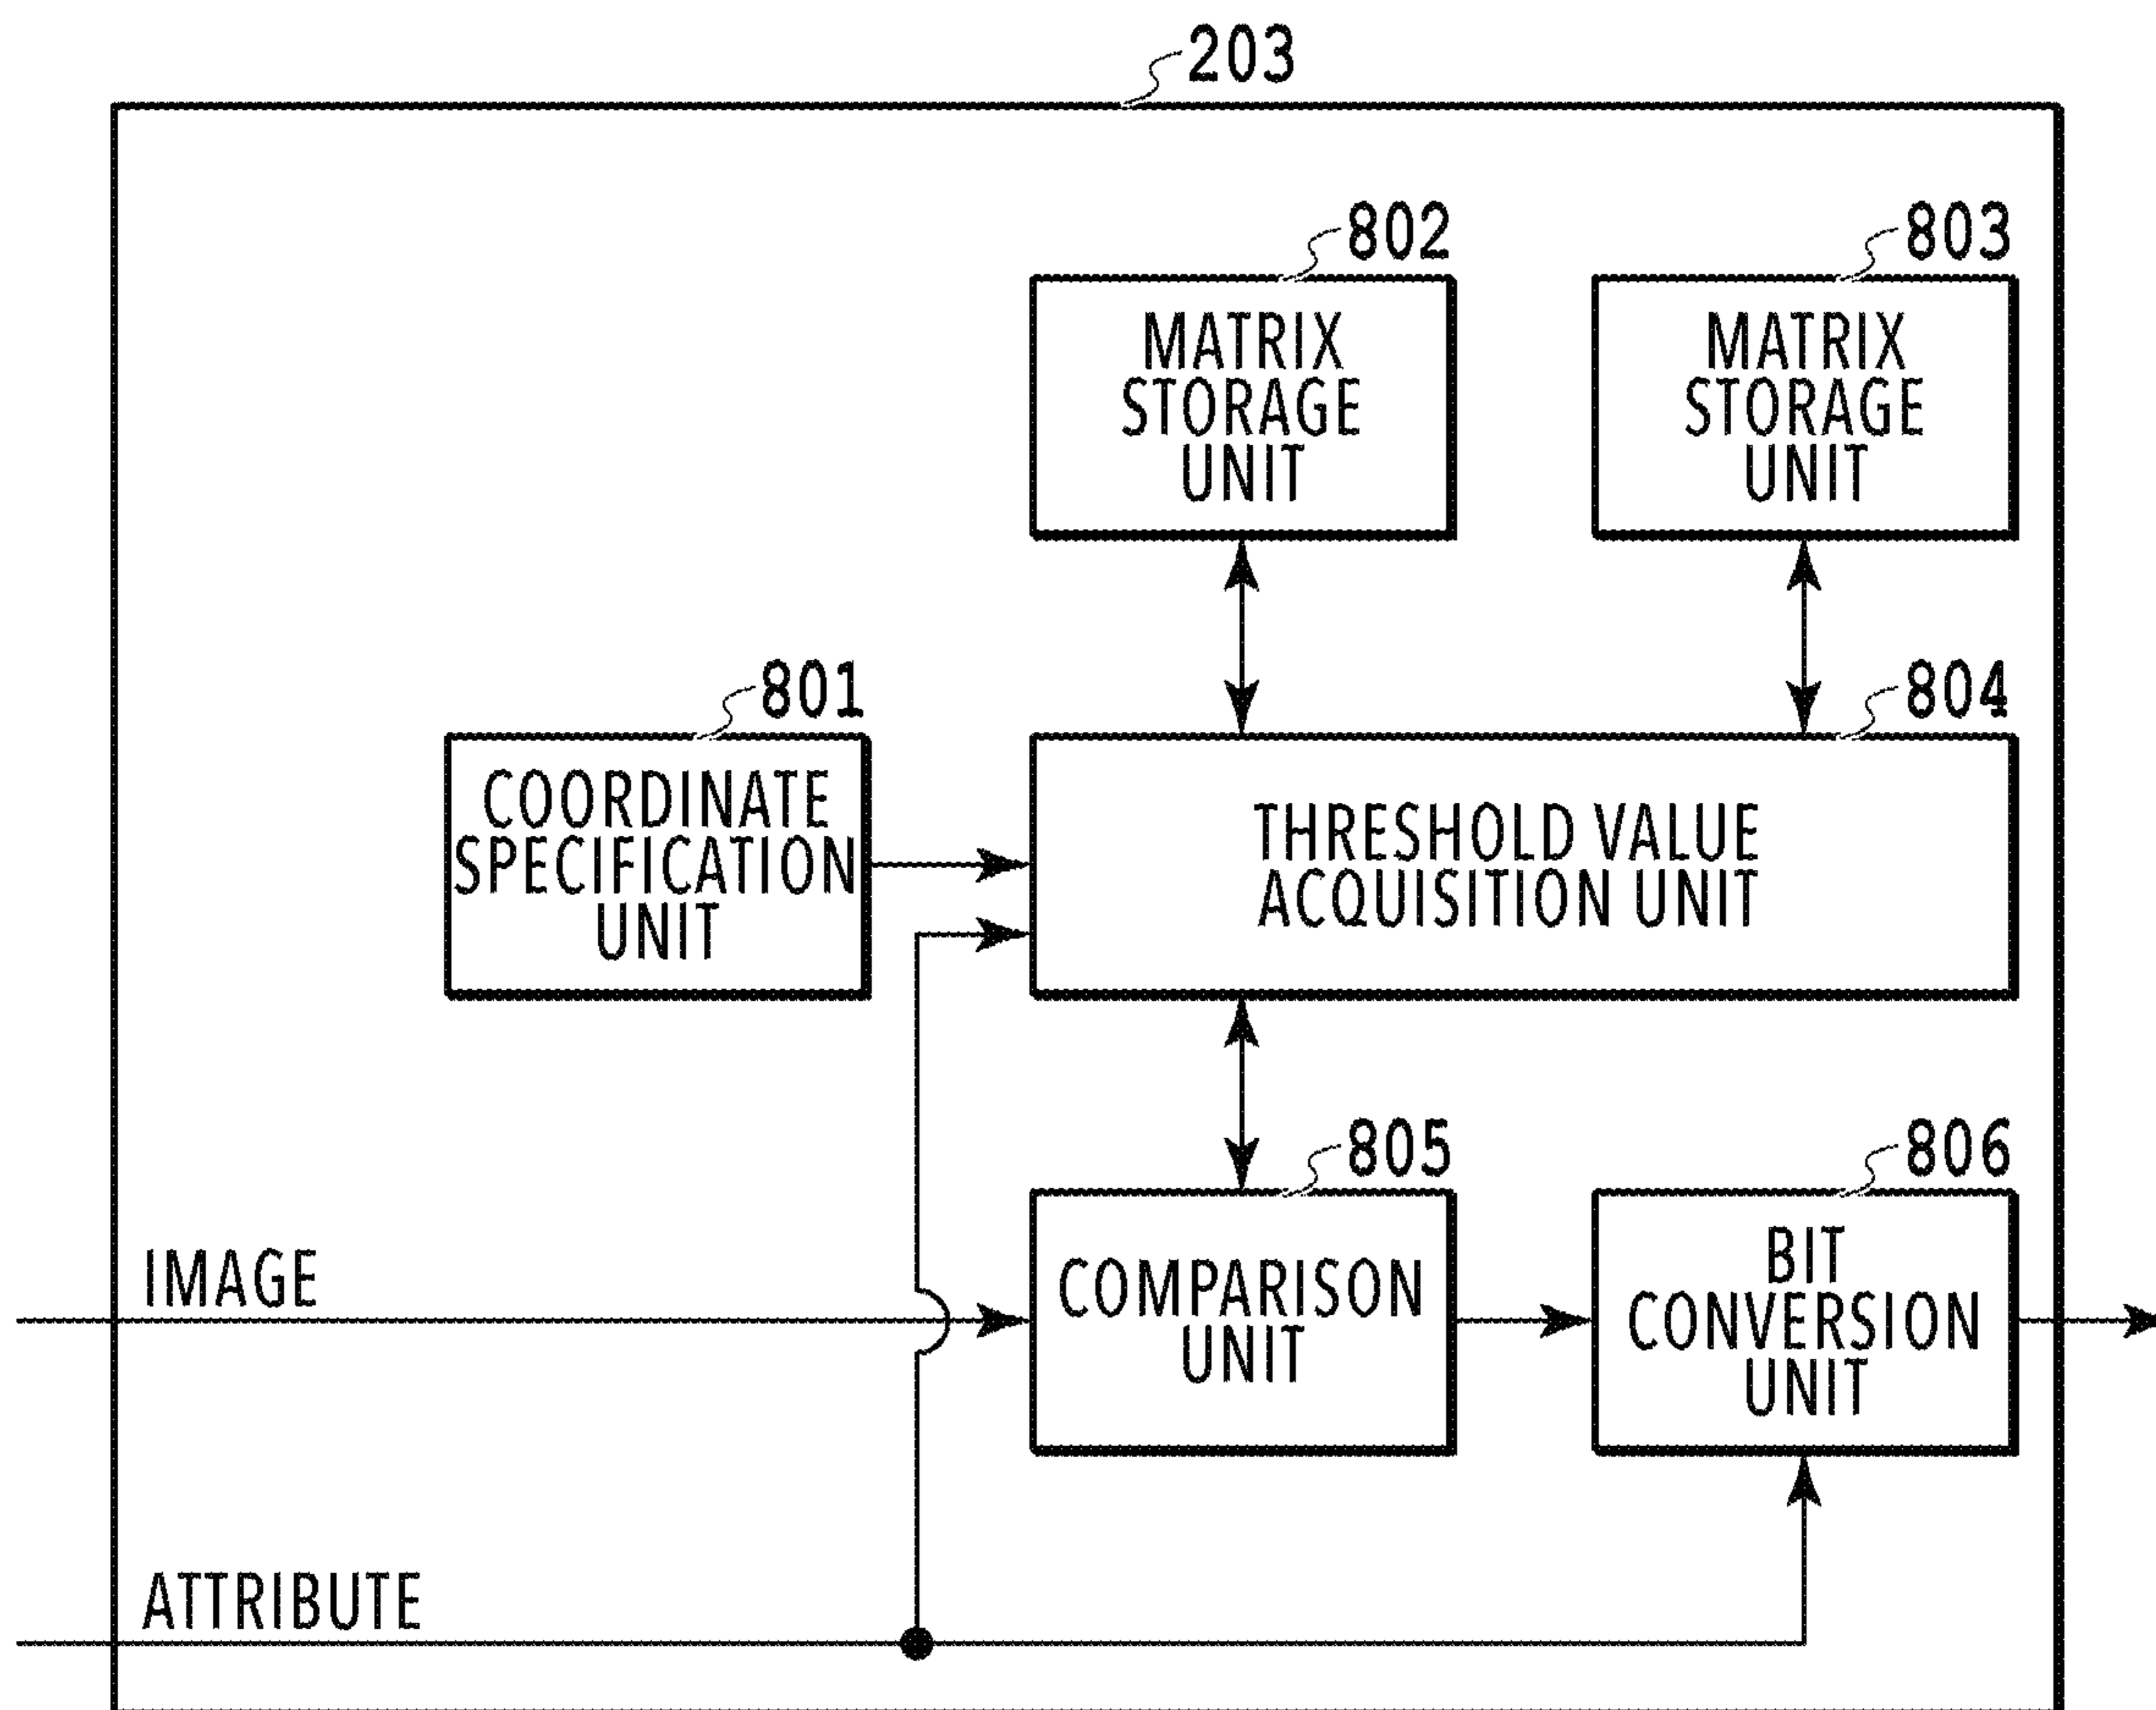 203
802
803
MATRIX
STORAGE
UNIT
MATRIX
STORAGE
UNIT
801
804
COORDINATE
SPECIFICATION
UNIT
THRESHOLD VALUE
ACQUISITION UNIT
805
806
IMAGE
COMPARISON
UNIT
BIT
CONVERSION
UNIT
ATTRIBUTE